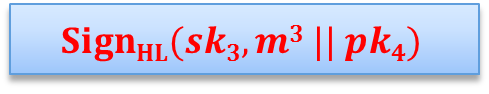 Sign_HL(sk_3, m^3 || pk_4)